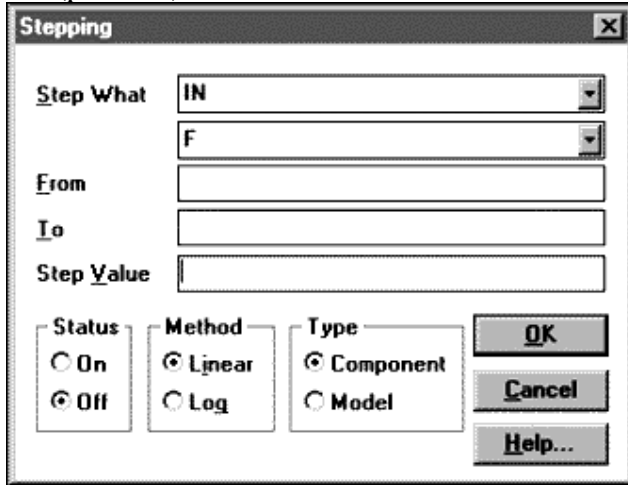 Stepping
Step What IN
F
From
To
Step Value
Status Method Type OK
On Linear Component
Off Log Model Cancel
Help...